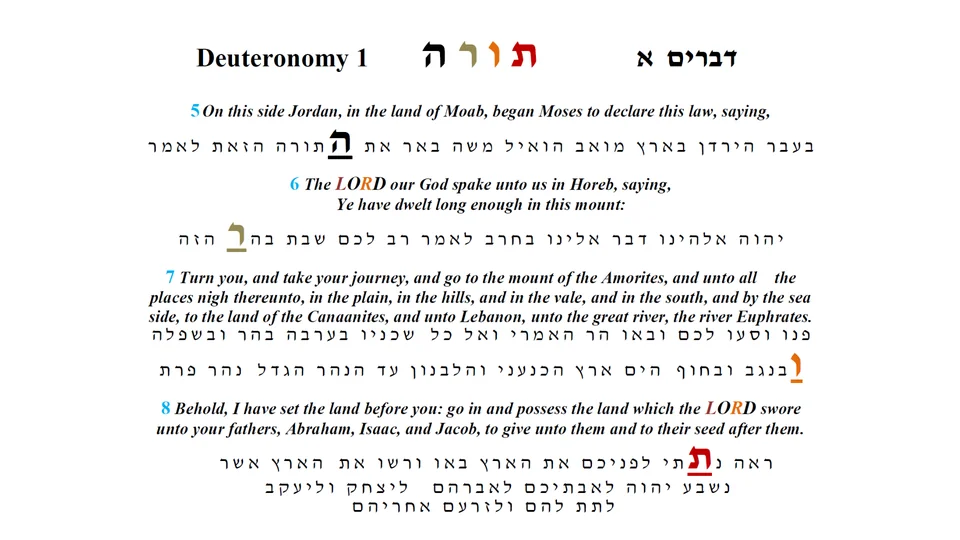 Deuteronomy 1 תורה דברים א
5 On this side Jordan, in the land of Moab, began Moses to declare this law, saying,
בעבר הירדן בארץ מואב הואיל משה באר את התורה הזאת לאמר
6 The LORD our God spake unto us in Horeb, saying,
Ye have dwelt long enough in this mount:
יהוה אלהינו דבר אלינו בחרב לאמר רב לכם שבת בהר הזה
7 Turn you, and take your journey, and go to the mount of the Amorites, and unto all the
places nigh thereunto, in the plain, in the hills, and in the vale, and in the south, and by the sea
side, to the land of the Canaanites, and unto Lebanon, unto the great river, the river Euphrates.
פנו וסעו לכם ובאו הר האמרי ואל כל שכניו בערבה בהר ובשפלה
ובנגב ובחוף הים ארץ הכנעני והלבנון עד הנהר הגדל נהר פרת
8 Behold, I have set the land before you: go in and possess the land which the LORD swore
unto your fathers, Abraham, Isaac, and Jacob, to give unto them and to their seed after them.
ראה נתתי לפניכם את הארץ באו ורשו את הארץ אשר
נשבע יהוה לאבתיכם לאברהם ליצחק וליעקב
לתת להם ולזרעם אחריהם